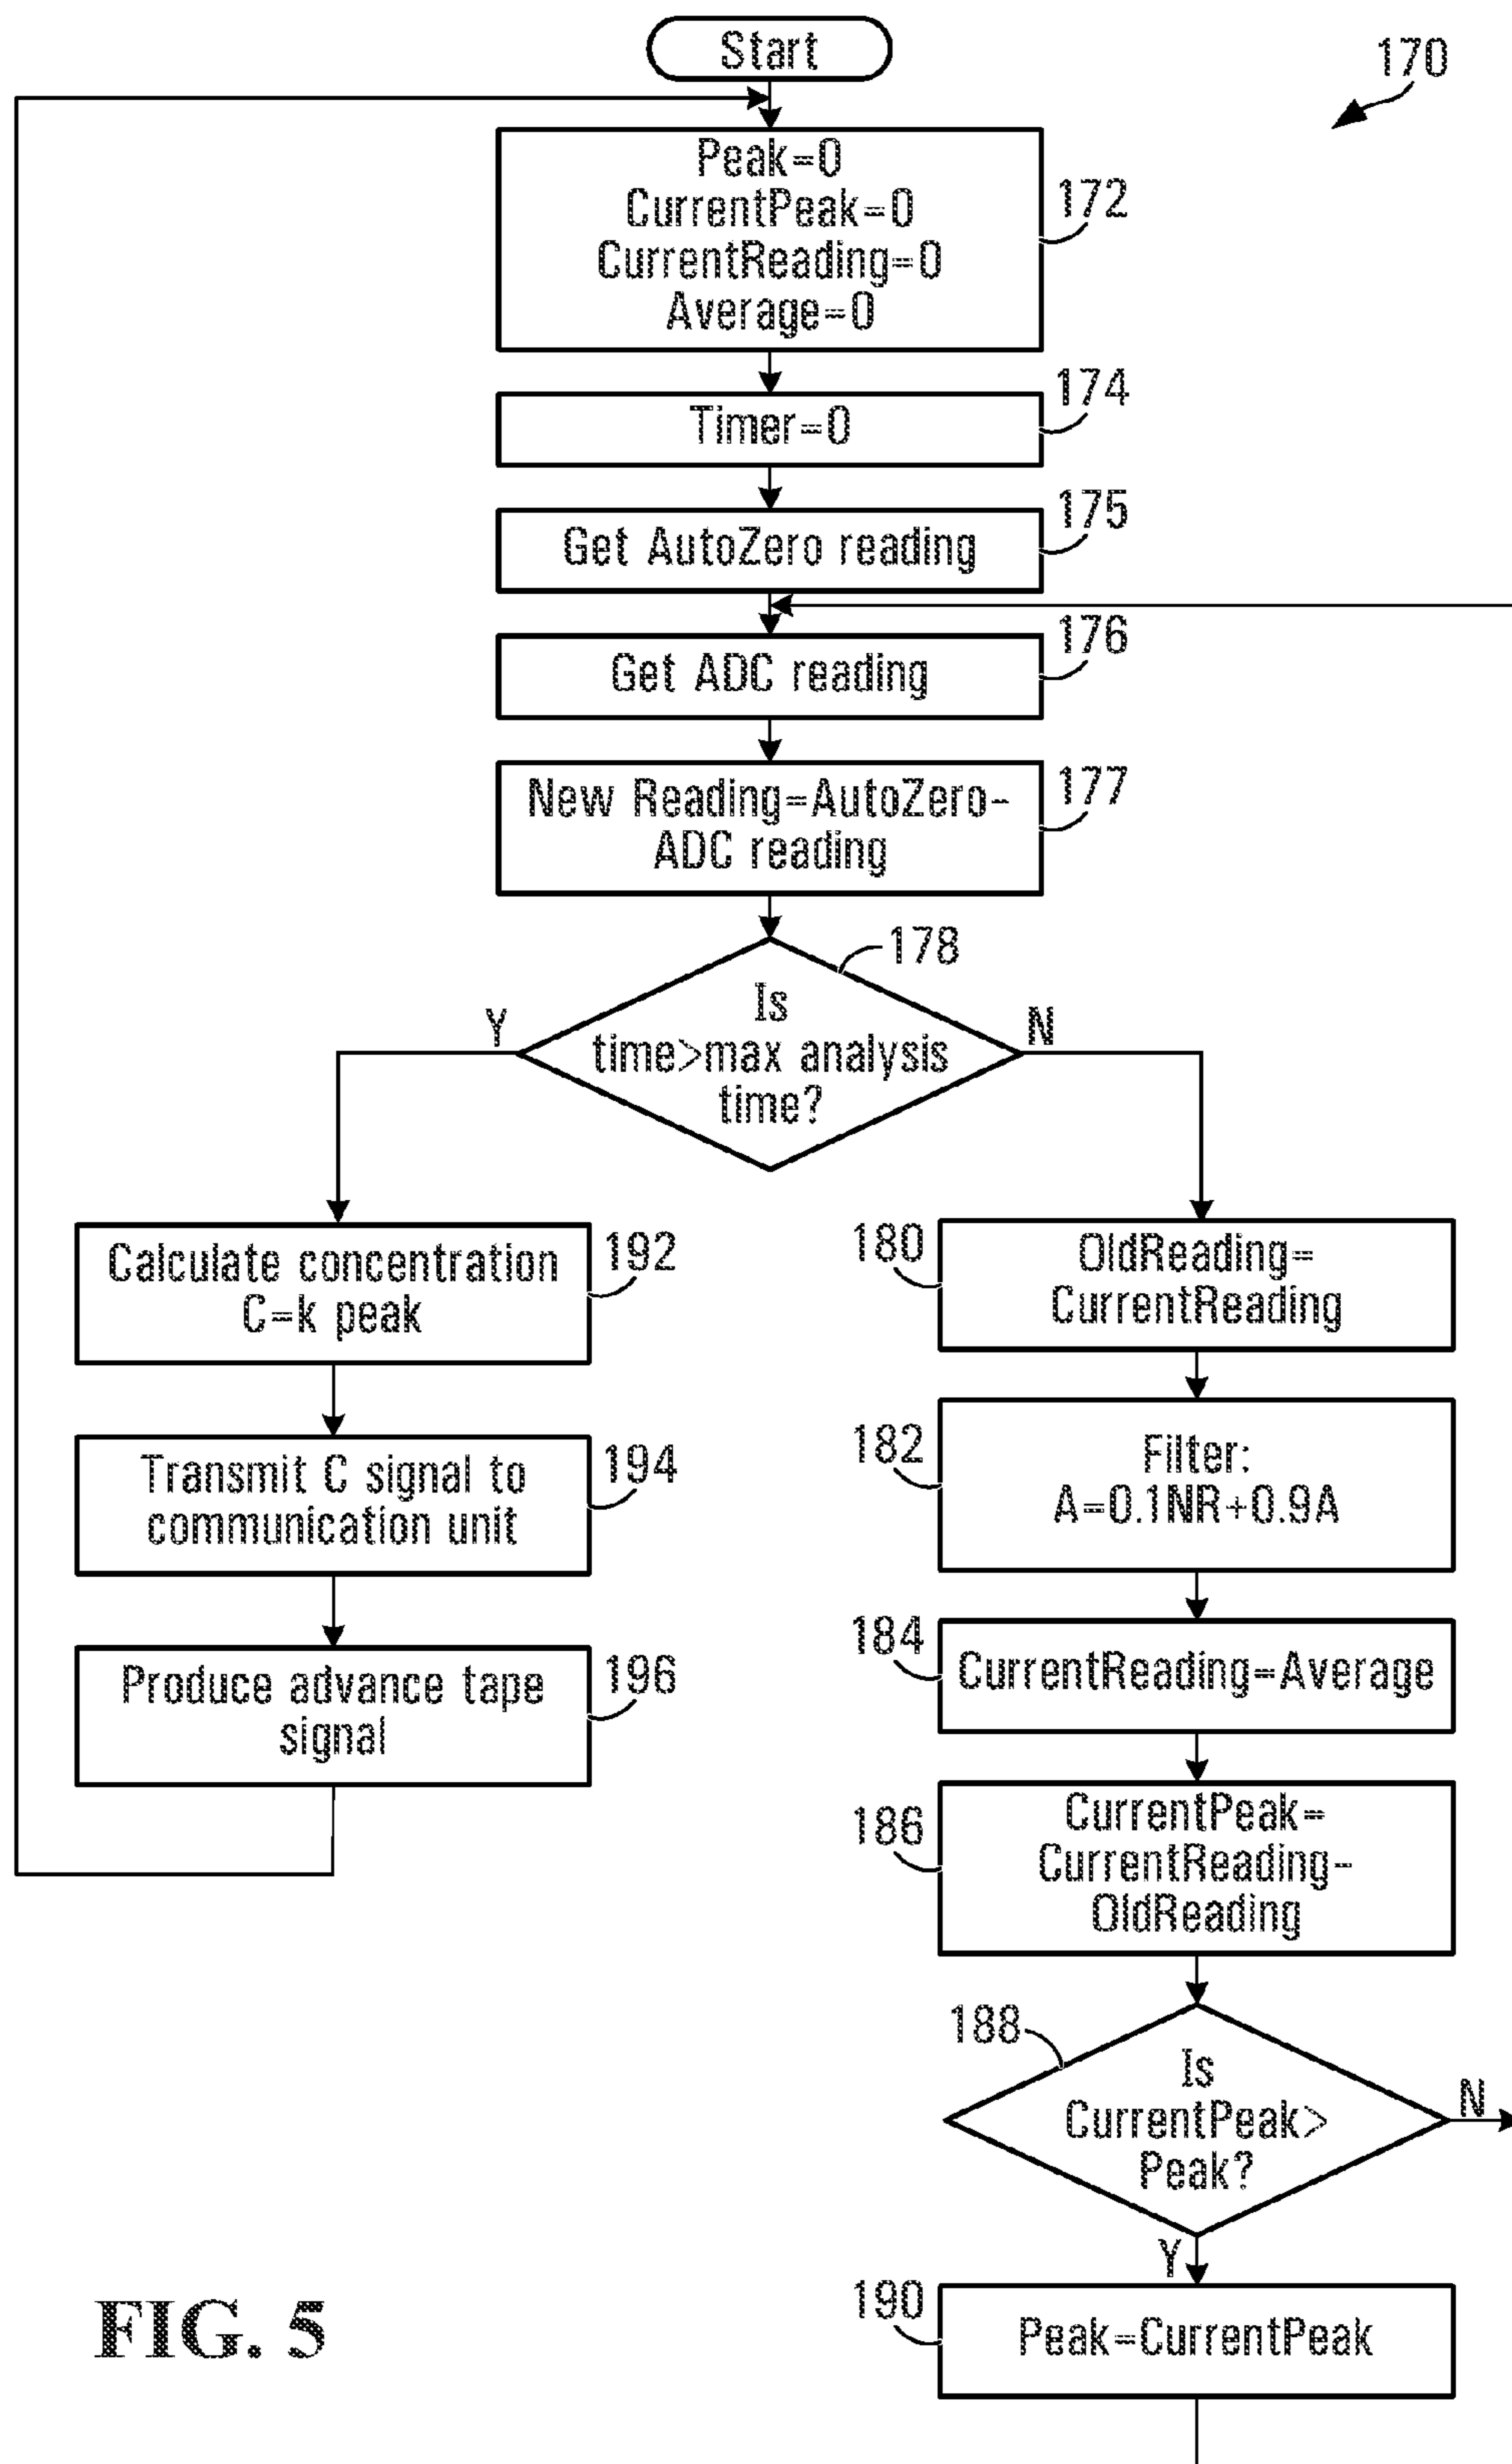 Start
170
Peak=0
CurrentPeak=0
CurrentReading=0
Average=0
172
Timer=0
174
Get AutoZero reading
175
Get ADC reading
176
New Reading=AutoZero-
ADC reading
177
178
Is
time>max analysis
time?
Y
N
Calculate concentration
C=k peak
192
Transmit C signal to
communication unit
194
Produce advance tape
signal
196
180
OldReading=
CurrentReading
182
Filter:
A=0.1NR+0.9A
184
CurrentReading=Average
186
CurrentPeak=
CurrentReading-
OldReading
188
Is
CurrentPeak>
Peak?
N
Y
190
Peak=CurrentPeak
FIG. 5